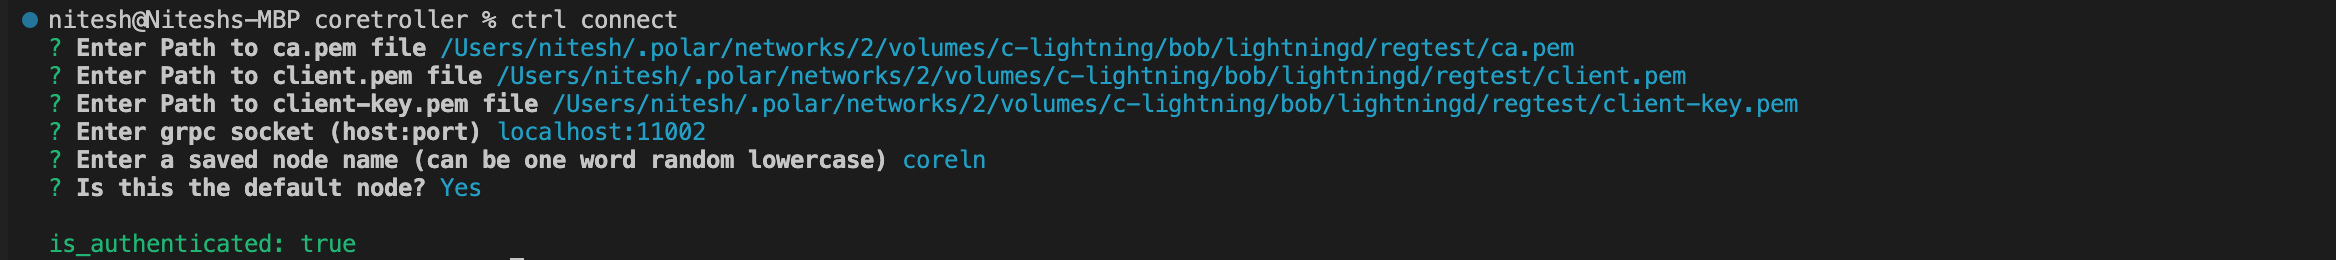 nitesh@Niteshs-MBP coretroller % ctrl connect
? Enter Path to ca.pem file /Users/nitesh/.polar/networks/2/volumes/c-lightning/bob/lightningd/regtest/ca.pem
? Enter Path to client.pem file /Users/nitesh/.polar/networks/2/volumes/c-lightning/bob/lightningd/regtest/client.pem
? Enter Path to client-key.pem file /Users/nitesh/.polar/networks/2/volumes/c-lightning/bob/lightningd/regtest/client-key.pem
? Enter grpc socket (host:port) localhost:11002
? Enter a saved node name (can be one word random lowercase) coreln
? Is this the default node? Yes
is_authenticated: true